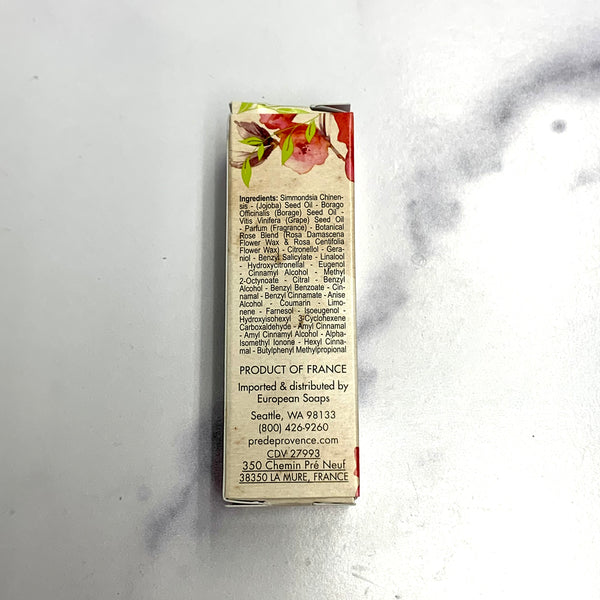 Ingredients: Simmondsia Chinen-
sis - (Jojoba) Seed Oil - Borago
Officinalis (Borage) Seed Oil -
Vitis Vinifera (Grape) Seed Oil
- Parfum (Fragrance) - Botanical
Rose Blend (Rosa Damascena
Flower Wax & Rosa Centifolia
Flower Wax) - Citronellol - Gera-
niol - Benzyl Salicylate - Linalool
- Hydroxycitronellal - Eugenol
- Cinnamyl Alcohol - Methyl
2-Octynoate - Citral - Benzyl
Alcohol - Benzyl Benzoate - Cin-
namal - Benzyl Cinnamate - Anise
Alcohol - Coumarin - Limo-
nene - Farnesol - Isoeugenol -
Hydroxyisohexyl 3-Cyclohexene
Carboxaldehyde - Amyl Cinnamal
- Amyl Cinnamyl Alcohol - Alpha-
Isomethyl Ionone - Hexyl Cinna-
mal - Butylphenyl Methylpropional
PRODUCT OF FRANCE
Imported & distributed by
European Soaps
Seattle, WA 98133
(800) 426-9260
predeprovence.com
CDV 27993
350 Chemin Pré Neuf
38350 LA MURE, FRANCE